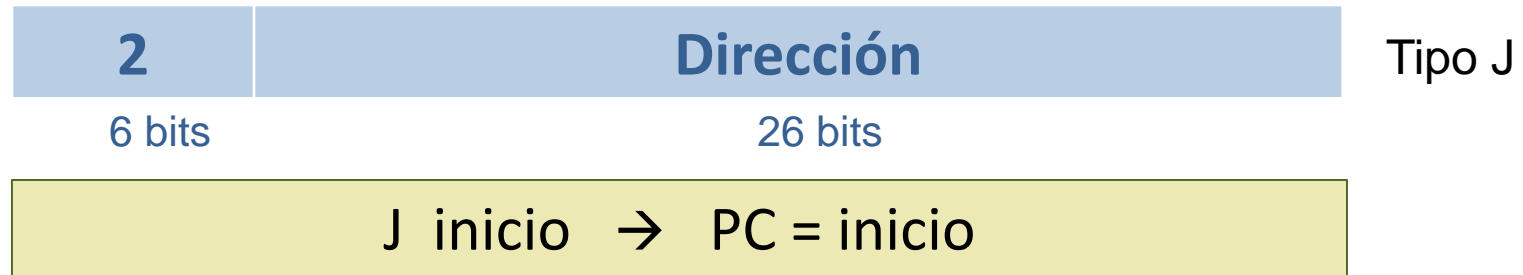 2 Dirección Tipo J
6 bits 26 bits
J inicio → PC = inicio